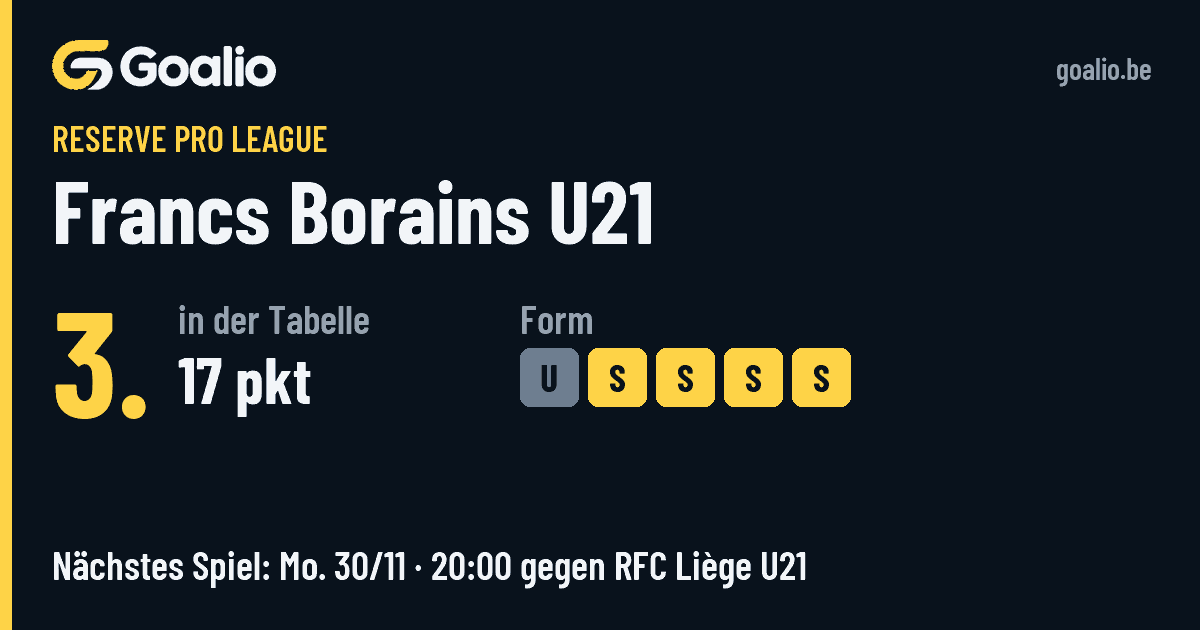 Goalio
goalio.be
RESERVE PRO LEAGUE
Francs Borains U21
3.
in der Tabelle
17 pkt
Form
U S S S S
Nächstes Spiel: Mo. 30/11 · 20:00 gegen RFC Liège U21